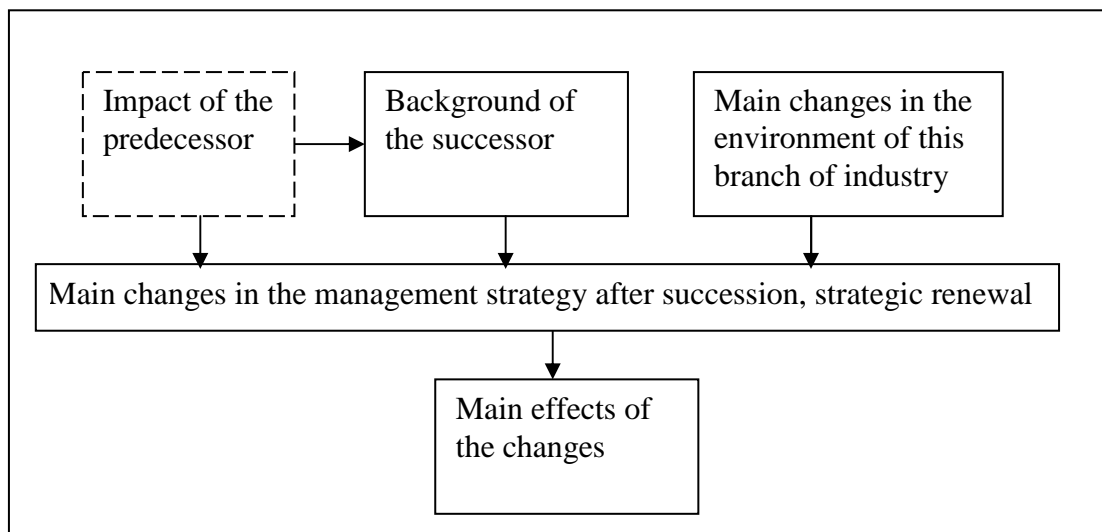 Impact of the
predecessor
Background of
the successor
Main changes in the
environment of this
branch of industry
Main changes in the management strategy after succession, strategic renewal
Main effects of
the changes